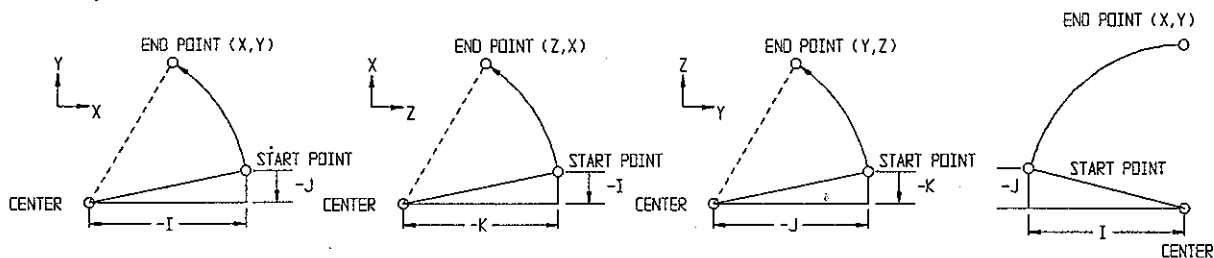 END POINT (X,Y)
Y
X
START POINT
-J
CENTER
-I
END POINT (Z,X)
X
Z
START POINT
-I
CENTER
-K
END POINT (Y,Z)
Z
Y
START POINT
-K
CENTER
-J
END POINT (X,Y)
START POINT
-J
I
CENTER